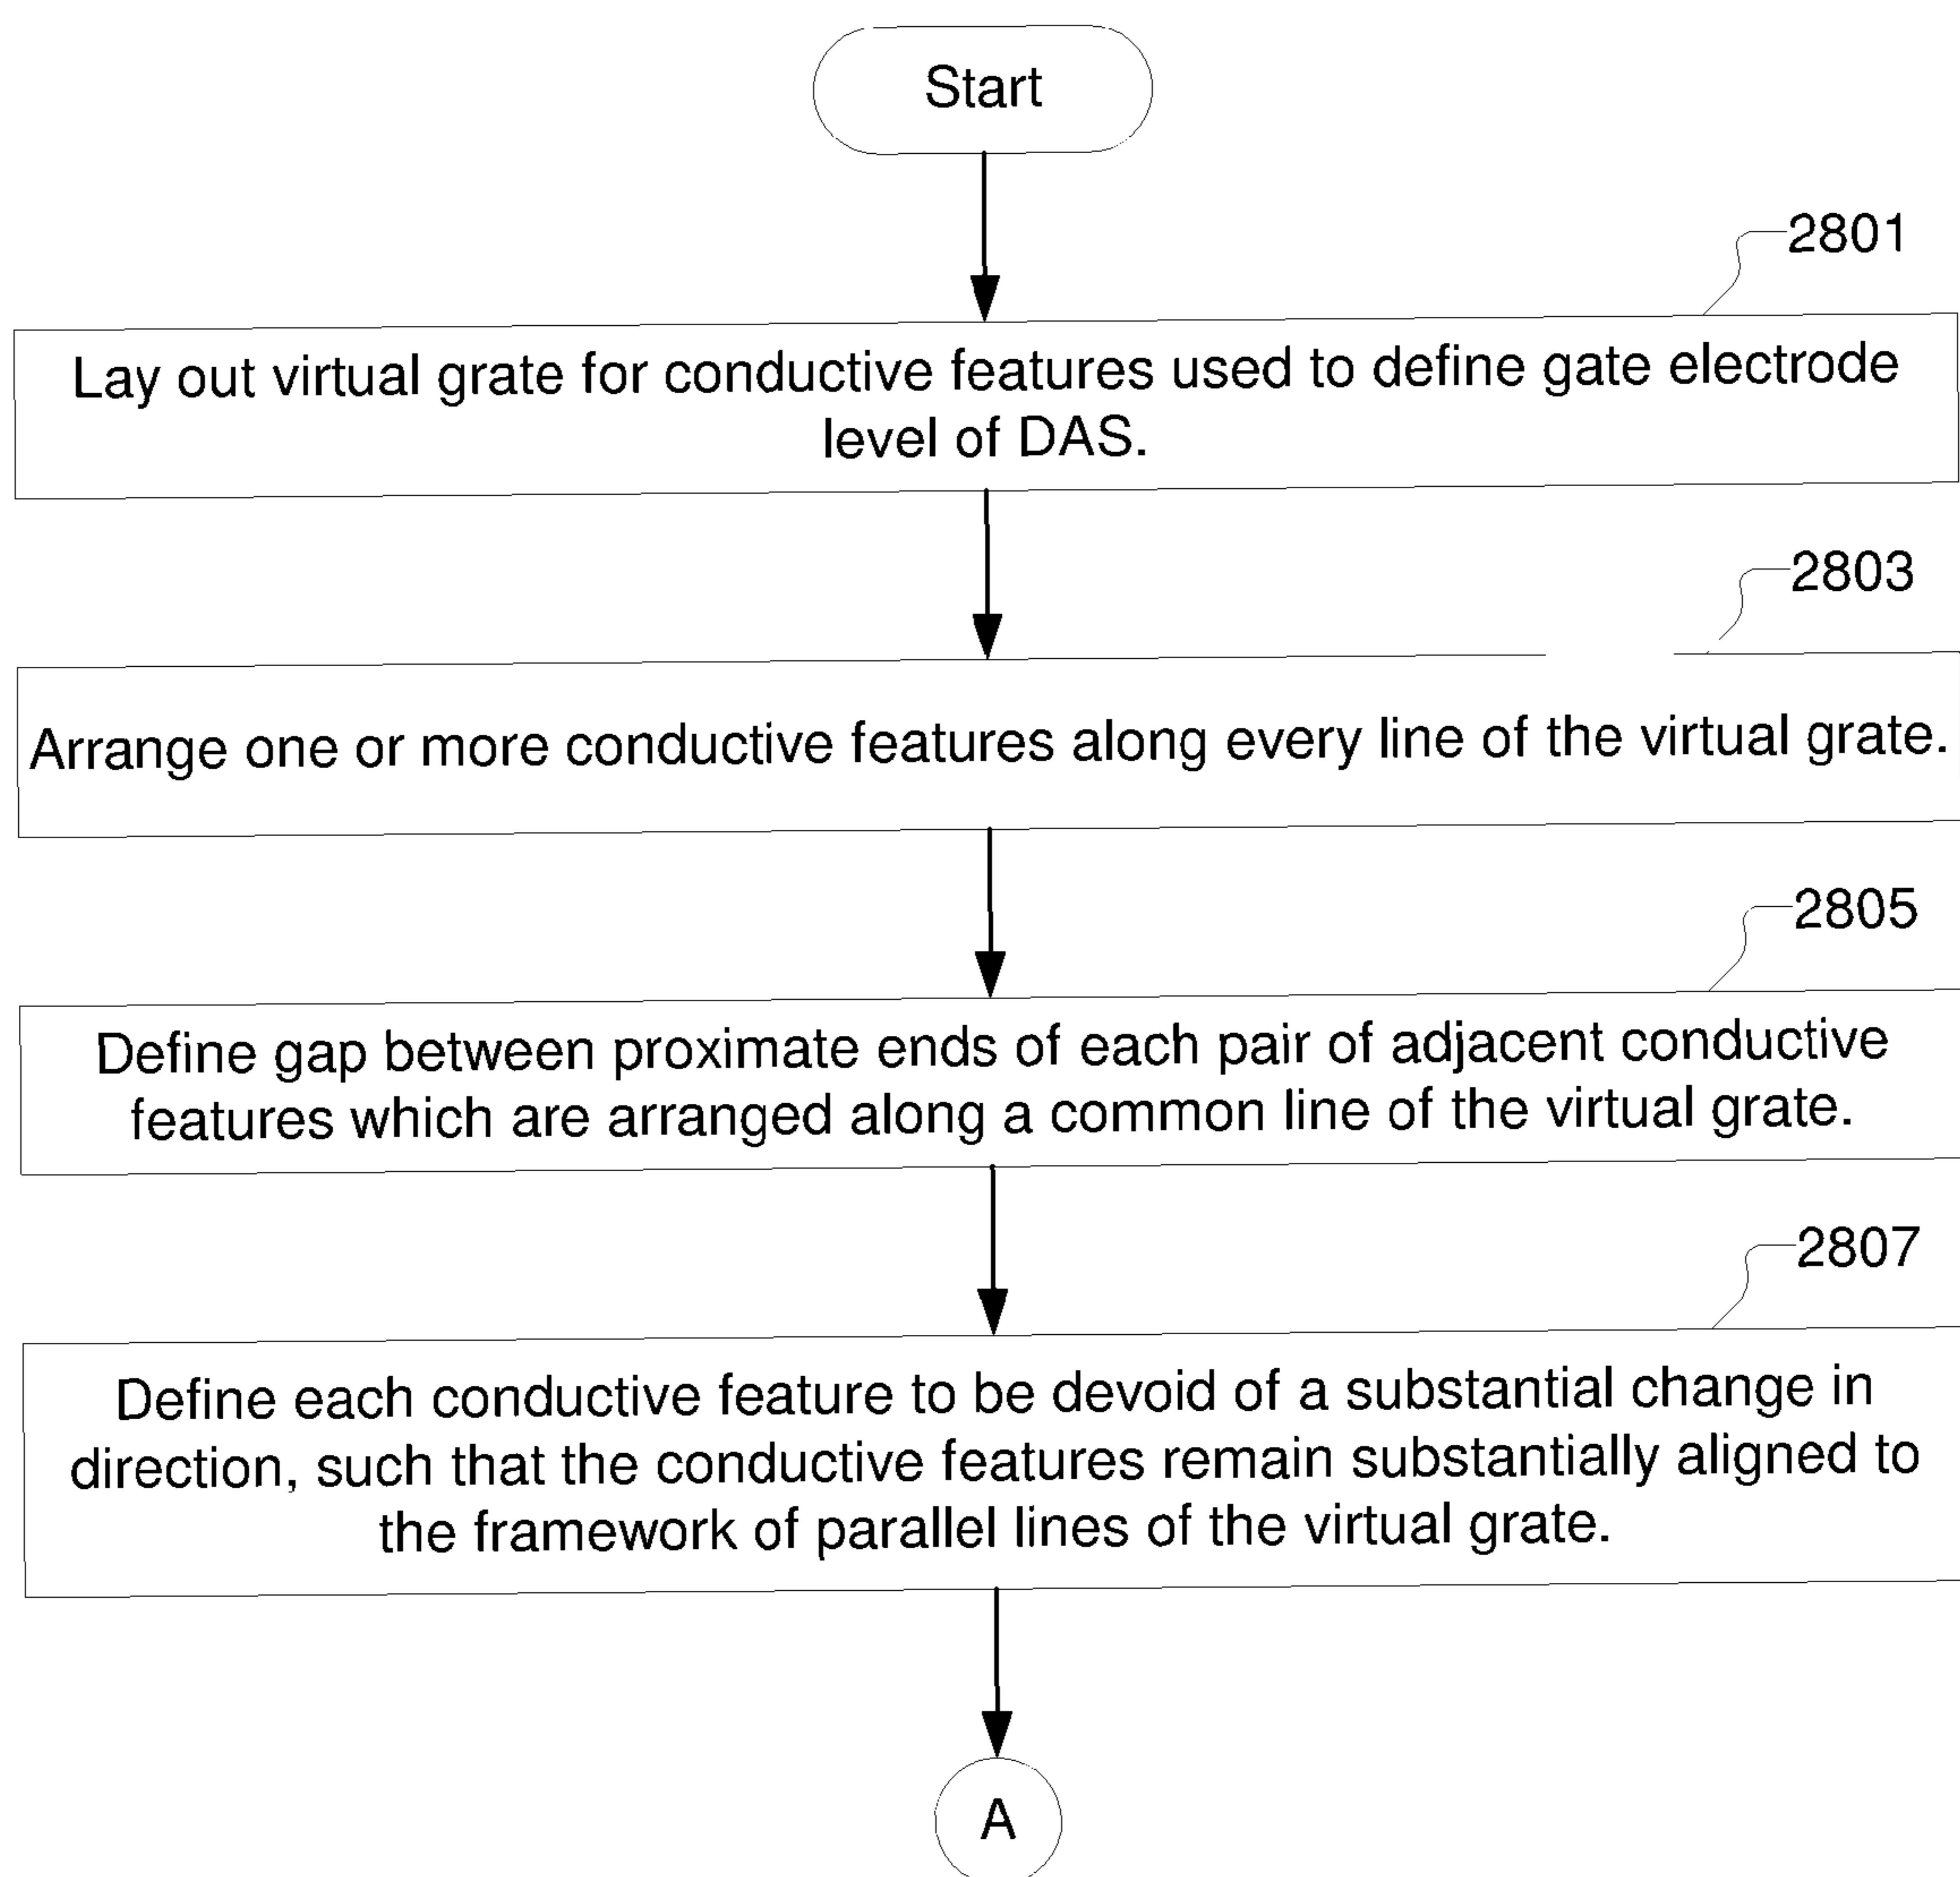 Start
2801
Lay out virtual grate for conductive features used to define gate electrode
level of DAS.
2803
Arrange one or more conductive features along every line of the virtual grate.
2805
Define gap between proximate ends of each pair of adjacent conductive
features which are arranged along a common line of the virtual grate.
2807
Define each conductive feature to be devoid of a substantial change in
direction, such that the conductive features remain substantially aligned to
the framework of parallel lines of the virtual grate.
A